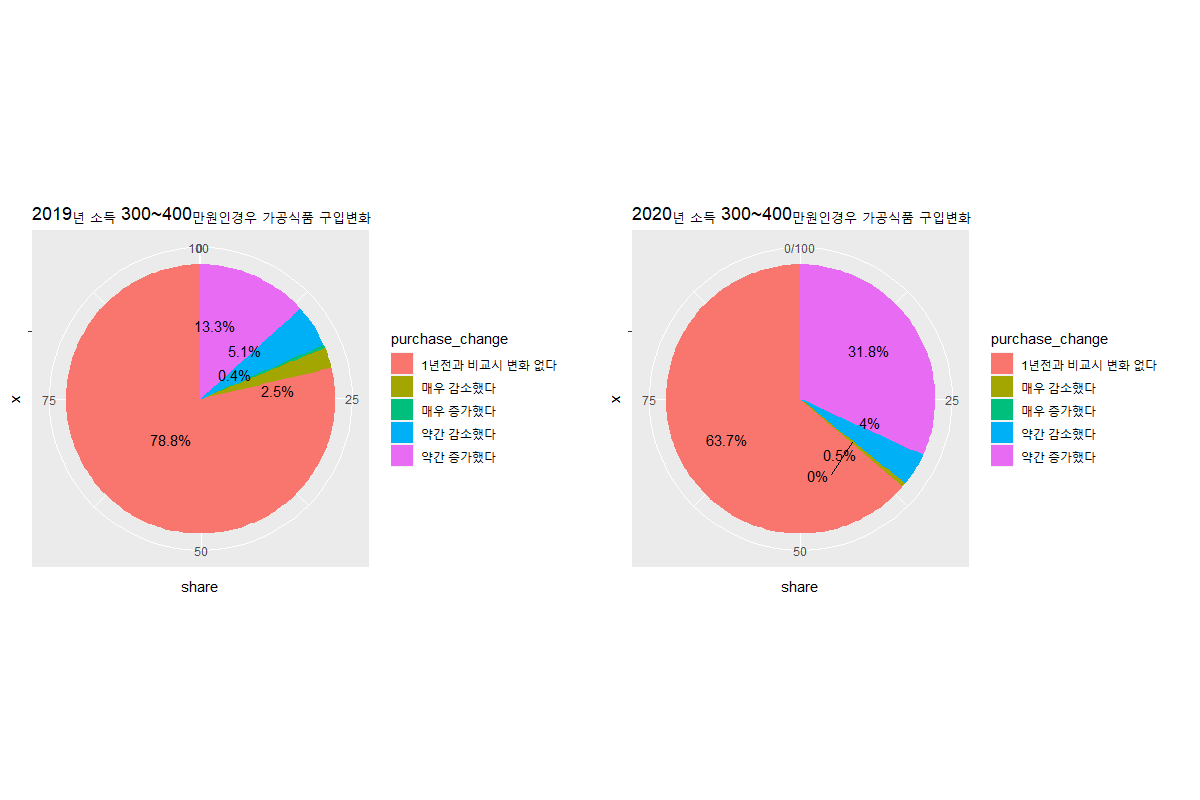 2019년 소득 300~400만원인경우 가공식품 구입변화
100
0
13.3%
5.1%
0.4%
2.5%
78.8%
75
25
50
x
share
purchase_change
1년전과 비교시 변화 없다
매우 감소했다
매우 증가했다
약간 감소했다
약간 증가했다
2020년 소득 300~400만원인경우 가공식품 구입변화
0/100
31.8%
4%
0.5%
0%
63.7%
75
25
50
x
share
purchase_change
1년전과 비교시 변화 없다
매우 감소했다
매우 증가했다
약간 감소했다
약간 증가했다